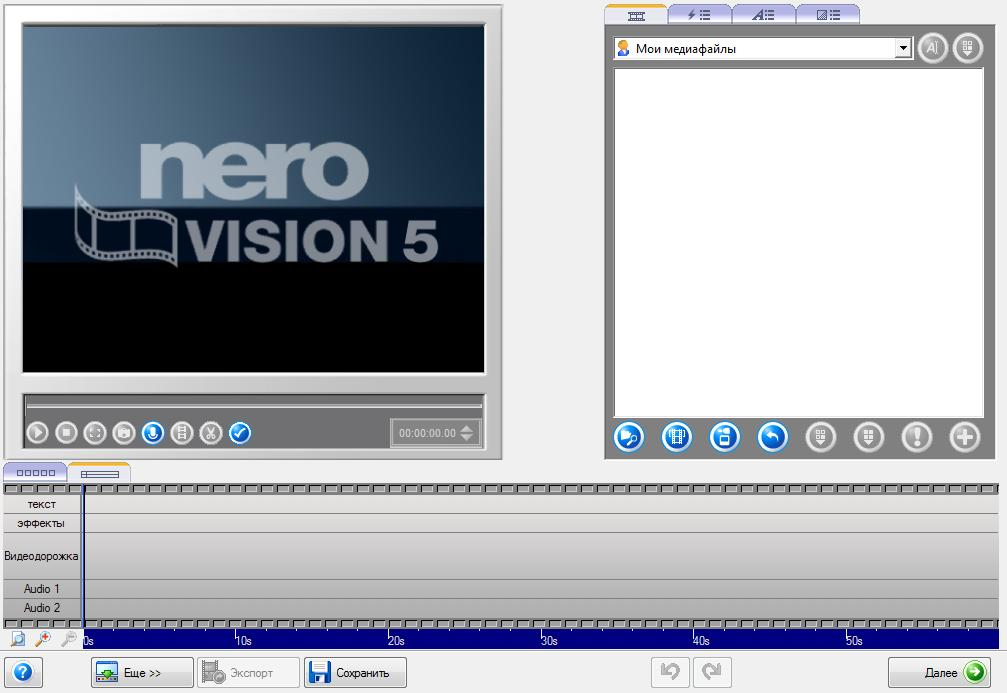 Мои медиафайлы
A
nero
VISION 5
00:00:00.00
текст
эффекты
Видеодорожка
Audio 1
Audio 2
0s 10s 20s 30s 40s 50s
? Еще >> Экспорт Сохранить Далее